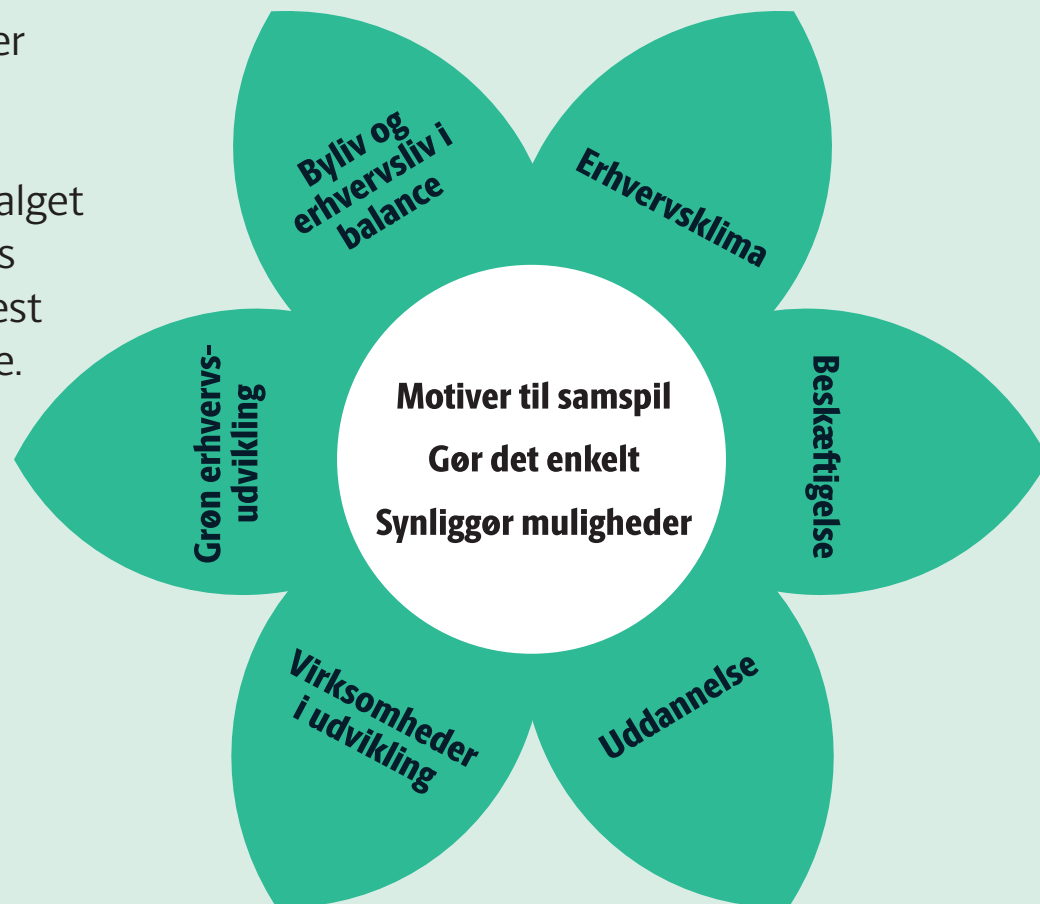 er
alget
s
est
e.
Byliv og
erhvervsliv i
balance
Erhvervsklima
Grøn erhvervs-
udvikling
Motiver til samspil
Gør det enkelt
Synliggør muligheder
Beskæftigelse
Virksomheder
i udvikling
Uddannelse